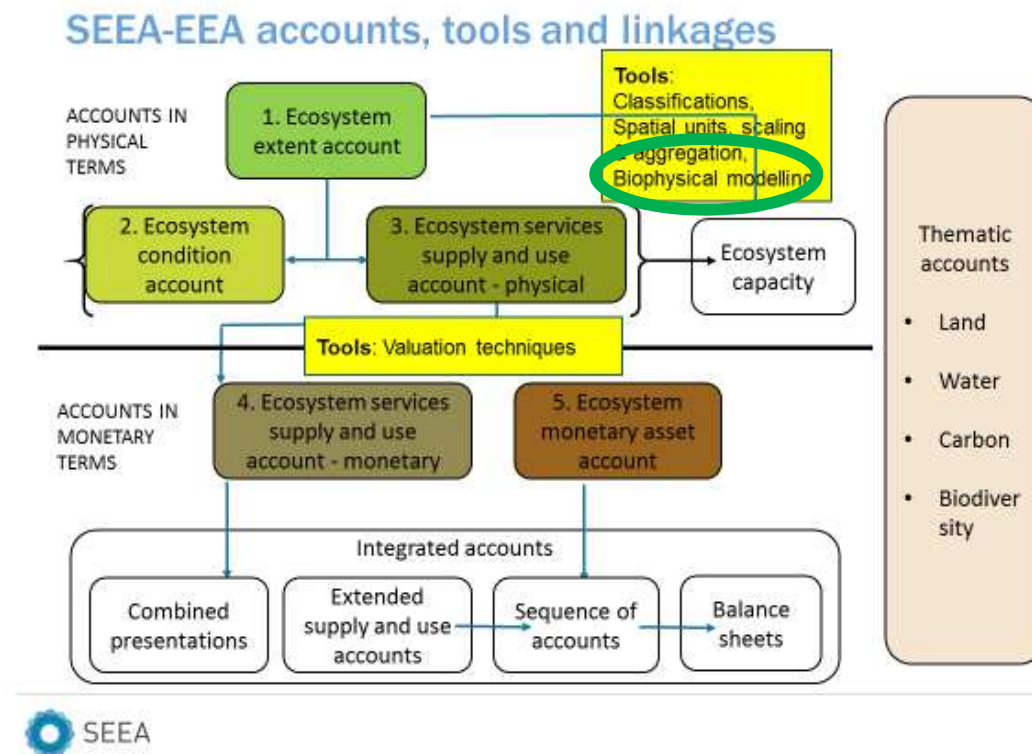 SEEA-EEA accounts, tools and linkages
ACCOUNTS IN
PHYSICAL
TERMS
1. Ecosystem
extent account
Tools:
Classifications,
Spatial units, scaling
aggregation,
Biophysical modelling
2. Ecosystem
condition
account
3. Ecosystem services
supply and use
account - physical
Ecosystem
capacity
Thematic
accounts
• Land
• Water
• Carbon
• Biodiver
sity
Tools: Valuation techniques
ACCOUNTS IN
MONETARY
TERMS
4. Ecosystem services
supply and use
account - monetary
5. Ecosystem
monetary asset
account
Integrated accounts
Combined
presentations
Extended
supply and use
accounts
Sequence of
accounts
Balance
sheets
SEEA